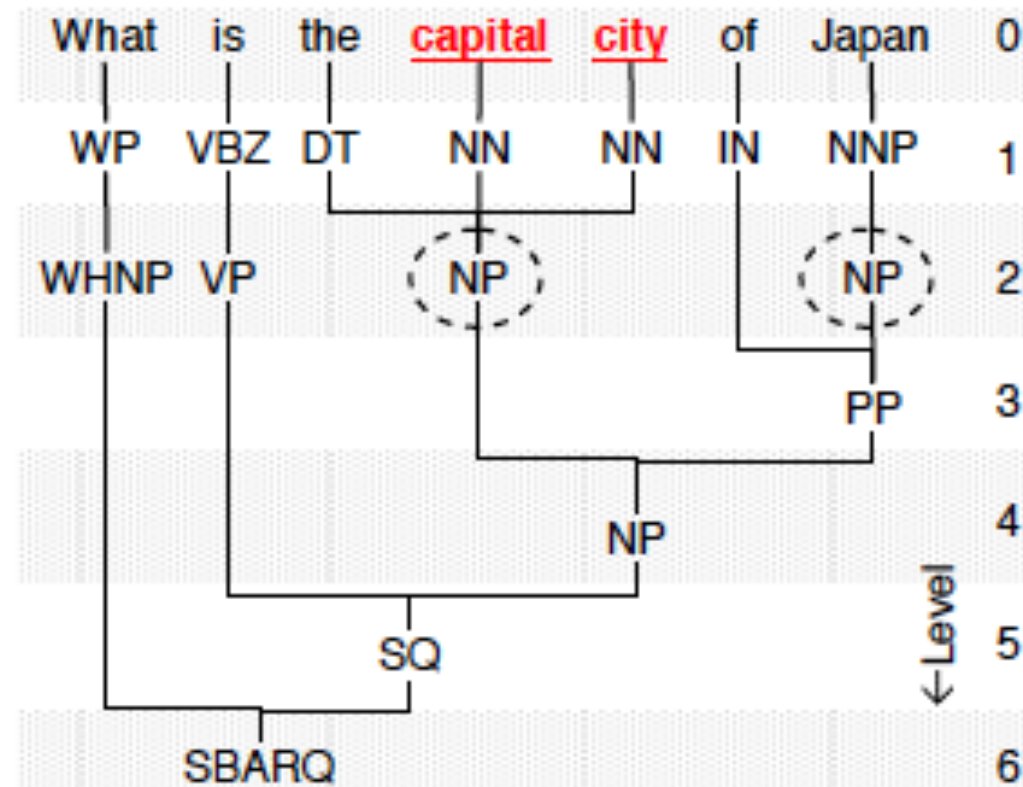 What is the capital city of Japan 0
WP VBZ DT NN NN IN NNP 1
WHNP VP NP NP 2
PP 3
NP 4
←Level
SQ 5
SBARQ 6